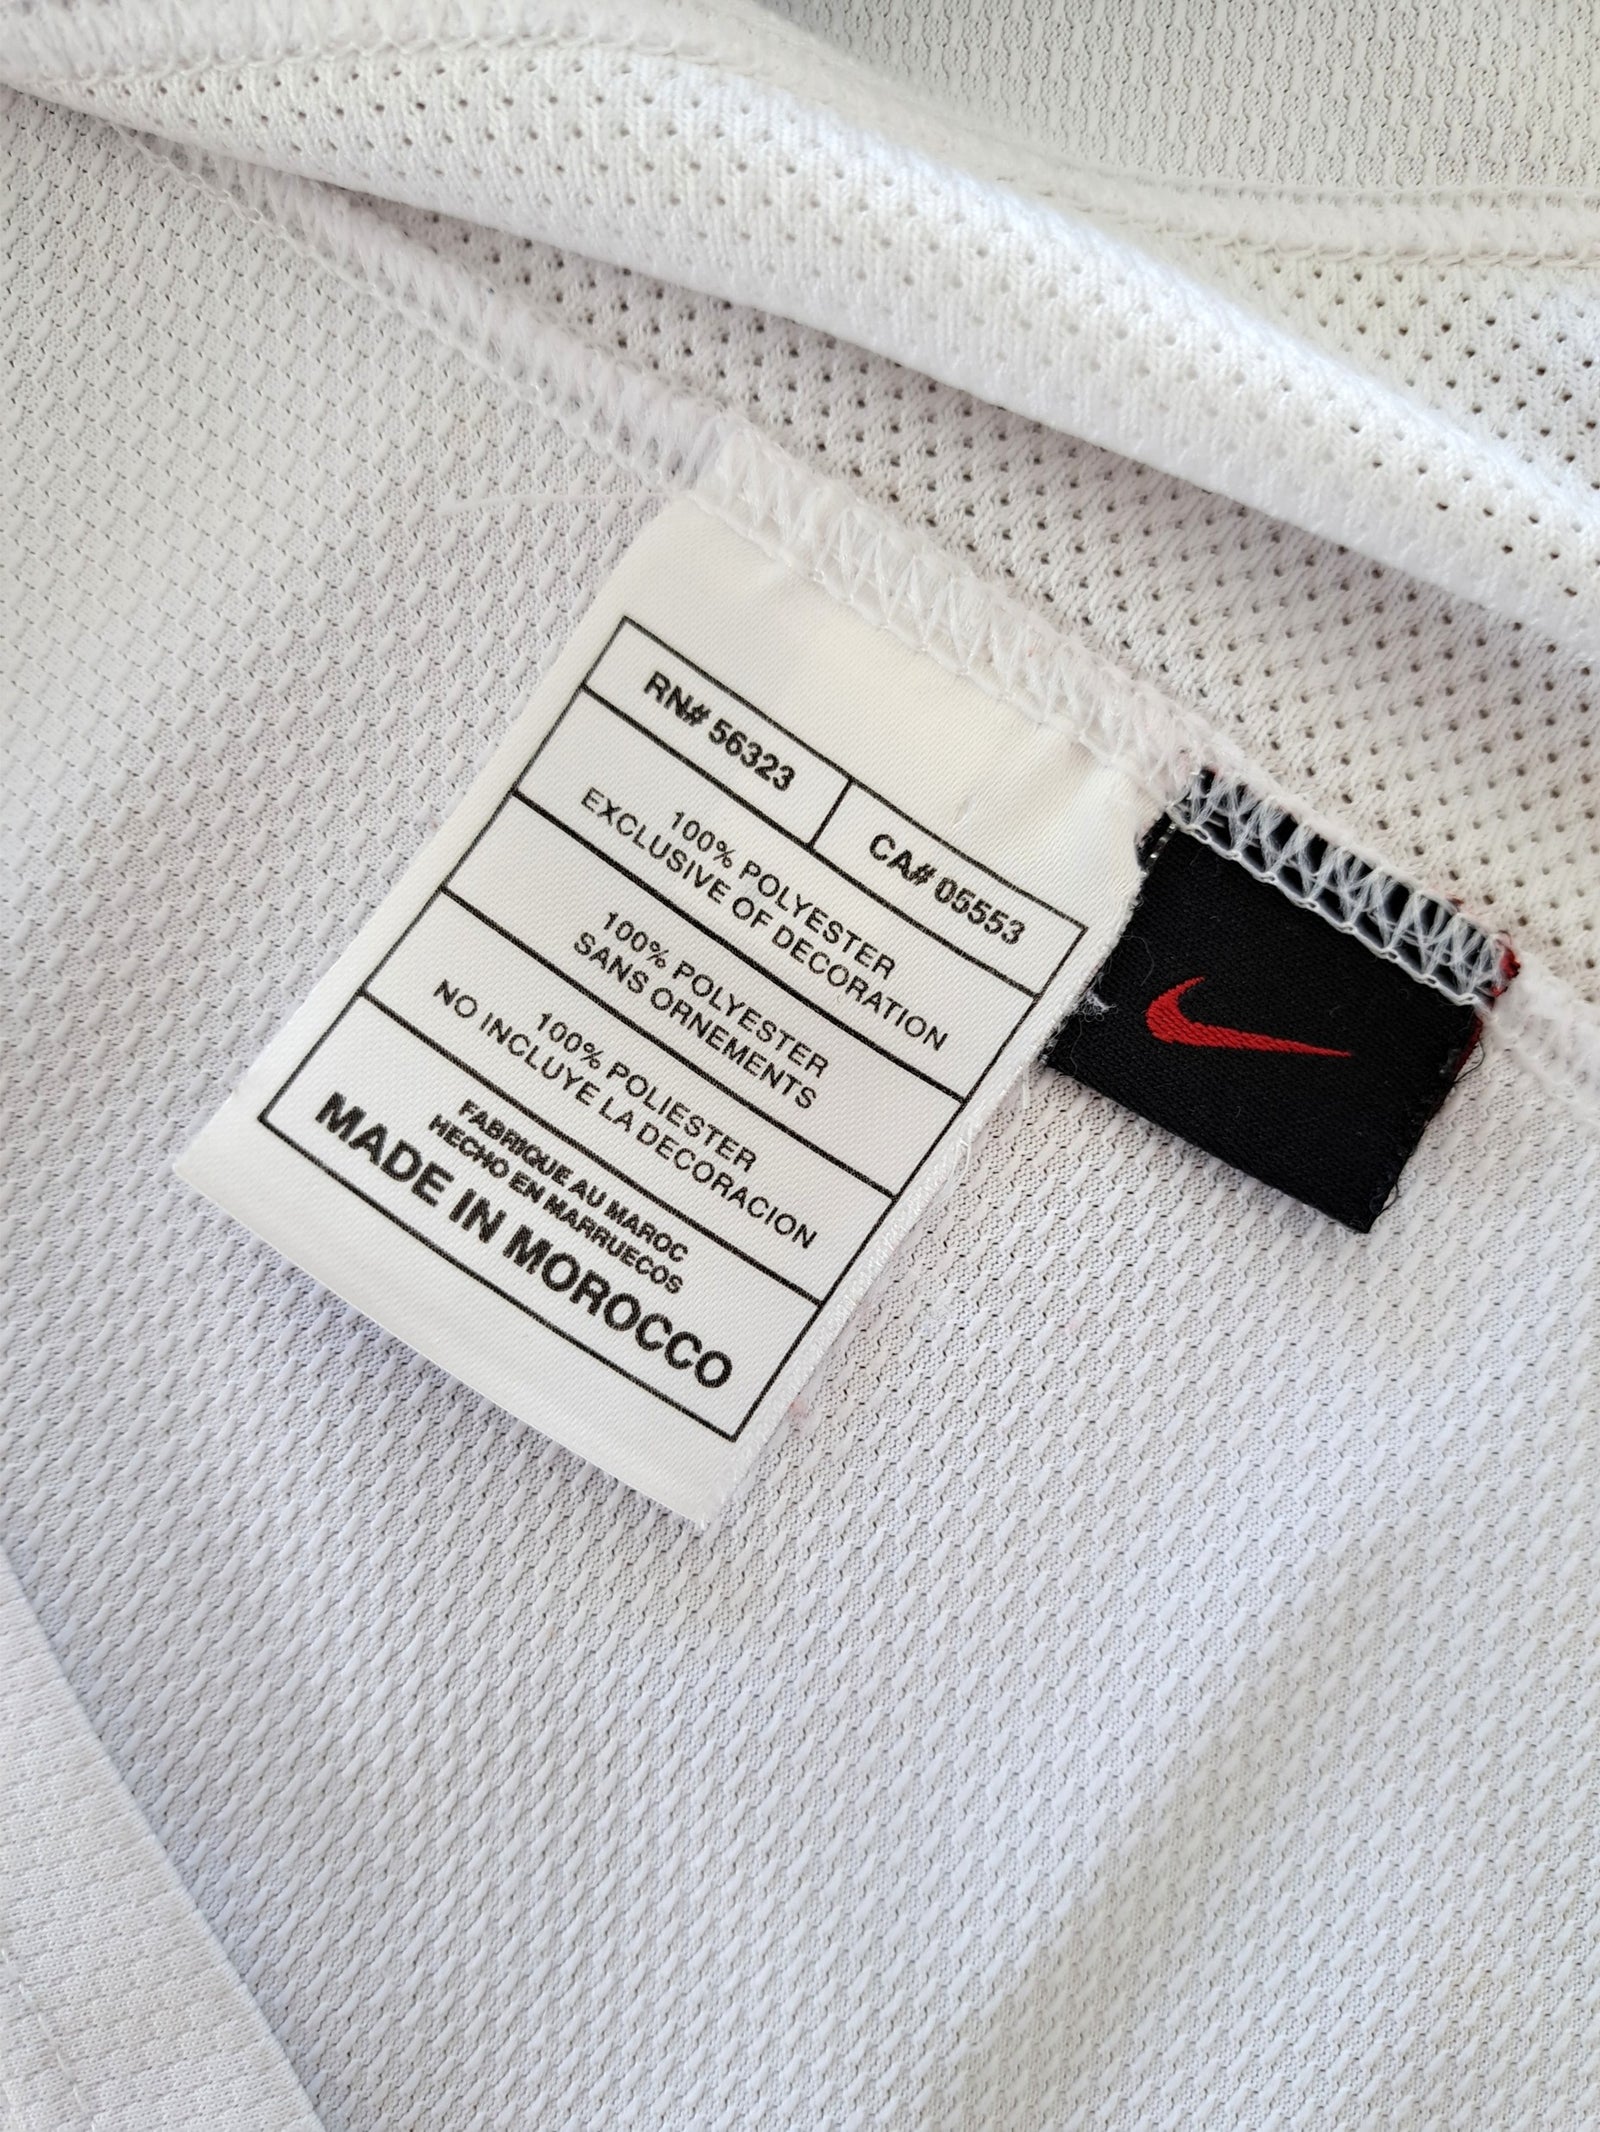 RN# 56323
CA# 05553
100% POLYESTER
EXCLUSIVE OF DECORATION
100% POLYESTER
SANS ORNEMENTS
100% POLIESTER
NO INCLUYE LA DECORACION
FABRIQUE AU MAROC
HECHO EN MARRUECOS
MADE IN MOROCCO